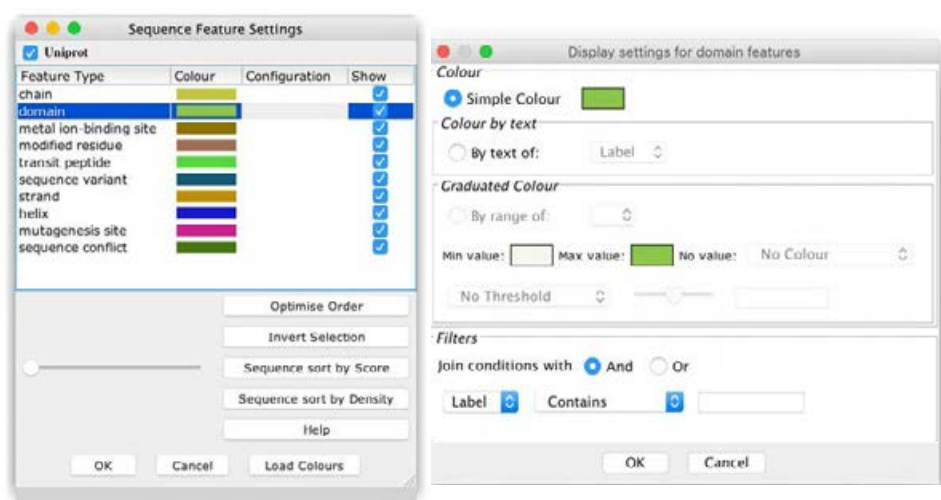 Sequence Feature Settings
Uniprot
Feature Type Colour Configuration Show
chain
domain
metal ion-binding site
modified residue
transit peptide
sequence variant
strand
helix
mutagenesis site
sequence conflict
Optimise Order
Invert Selection
Sequence sort by Score
Sequence sort by Density
Help
OK Cancel Load Colours
Display settings for domain features
Colour
Simple Colour
Colour by text
By text of: Label
Graduated Colour
By range of:
Min value: Max value: No value: No Colour
No Threshold
Filters
Join conditions with And Or
Label Contains
OK Cancel